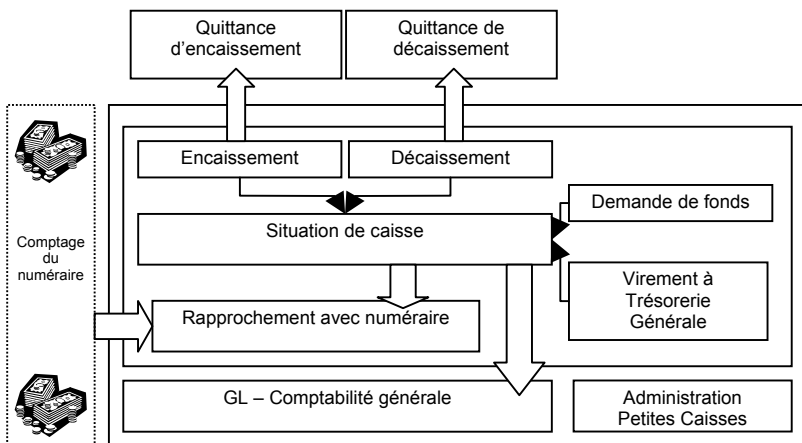 Quittance
d'encaissement
Quittance de
décaissement
Encaissement
Décaissement
Demande de fonds
Situation de caisse
Comptage
du
numéraire
Virement à
Trésorerie
Générale
Rapprochement avec numéraire
GL – Comptabilité générale
Administration
Petites Caisses